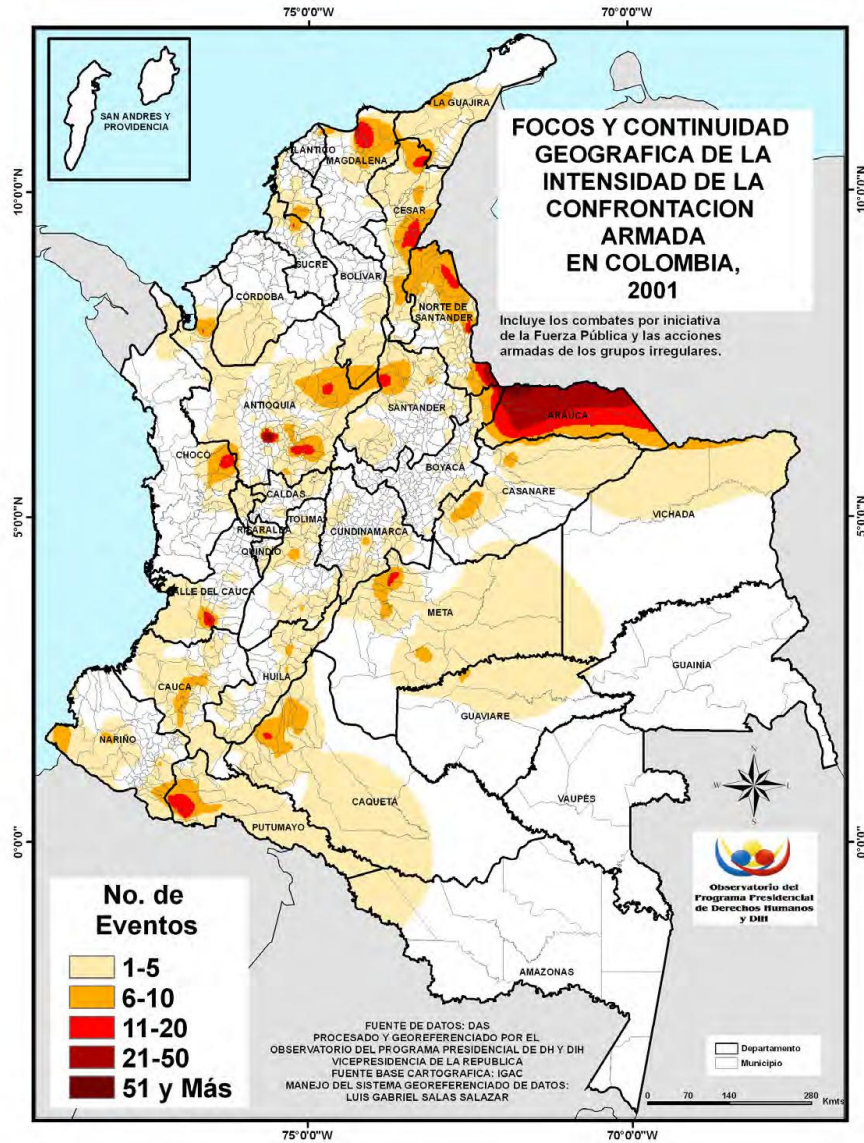 75°0'0"W
70°0'0"W
SAN ANDRES Y
PROVIDENCIA
FOCOS Y CONTINUIDAD
GEOGRAFICA DE LA
INTENSIDAD DE LA
CONFRONTACION
ARMADA
EN COLOMBIA,
2001
Incluye los combates por iniciativa
de la Fuerza Pública y las acciones
armadas de los grupos irregulares.
10°0'0"N
10°0'0"N
5°0'0"N
5°0'0"N
0°0'0"
0°0'0"
LA GUAJIRA
MAGDALENA
CESAR
SUCRE
BOLÍVAR
CÓRDOBA
NORTE DE
SANTANDER
ANTIOQUIA
SANTANDER
ARAUCA
CHOCÓ
BOYACÁ
CASANARE
CALDAS
VICHADA
TOLIMA
CUNDINAMARCA
RISARALDA
QUINDÍO
VALLE DEL CAUCA
META
GUAINÍA
HUILA
CAUCA
GUAVIARE
NARIÑO
VAUPÉS
CAQUETÁ
PUTUMAYO
AMAZONAS
Observatorio del
Programa Presidencial
de Derechos Humanos
y DIH
No. de
Eventos
1-5
6-10
11-20
21-50
51 y Más
FUENTE DE DATOS: DAS
PROCESADO Y GEOREFERENCIADO POR EL
OBSERVATORIO DEL PROGRAMA PRESIDENCIAL DE DH Y DIH
VICEPRESIDENCIA DE LA REPUBLICA
FUENTE BASE CARTOGRAFICA: IGAC
MANEJO DEL SISTEMA GEOREFERENCIADO DE DATOS:
LUIS GABRIEL SALAS SALAZAR
Departamento
Municipio
0 70 140 280
Kmts
75°0'0"W
70°0'0"W